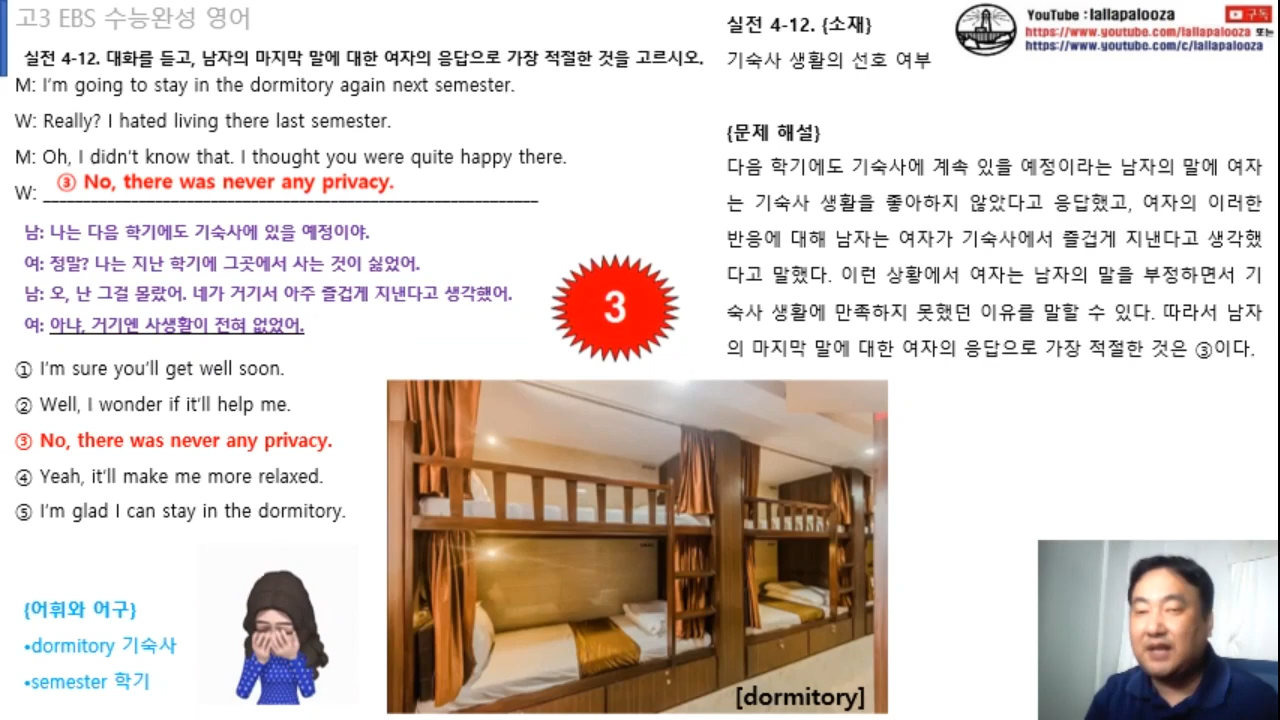 고3 EBS 수능완성 영어
실전 4-12. 대화를 듣고, 남자의 마지막 말에 대한 여자의 응답으로 가장 적절한 것을 고르시오.
M: I'm going to stay in the dormitory again next semester.
W: Really? I hated living there last semester.
M: Oh, I didn't know that. I thought you were quite happy there.
③ No, there was never any privacy.
W: ____________________
남: 나는 다음 학기에도 기숙사에 있을 예정이야.
여: 정말? 나는 지난 학기에 그곳에서 사는 것이 싫었어.
남: 오, 난 그걸 몰랐어. 네가 거기서 아주 즐겁게 지낸다고 생각했어.
여: 아냐, 거기엔 사생활이 전혀 없었어.
3
① I'm sure you'll get well soon.
② Well, I wonder if it'll help me.
③ No, there was never any privacy.
④ Yeah, it'll make me more relaxed.
⑤ I'm glad I can stay in the dormitory.
{어휘와 어구}
•dormitory 기숙사
•semester 학기
[dormitory]
실전 4-12. {소재}
기숙사 생활의 선호 여부
{문제 해설}
다음 학기에도 기숙사에 계속 있을 예정이라는 남자의 말에 여자
는 기숙사 생활을 좋아하지 않았다고 응답했고, 여자의 이러한
반응에 대해 남자는 여자가 기숙사에서 즐겁게 지낸다고 생각했
다고 말했다. 이런 상황에서 여자는 남자의 말을 부정하면서 기
숙사 생활에 만족하지 못했던 이유를 말할 수 있다. 따라서 남자
의 마지막 말에 대한 여자의 응답으로 가장 적절한 것은 ③이다.
YouTube : lallapalooza
구독
https://www.youtube.com/lallapalooza 또는
https://www.youtube.com/c/lallapalooza